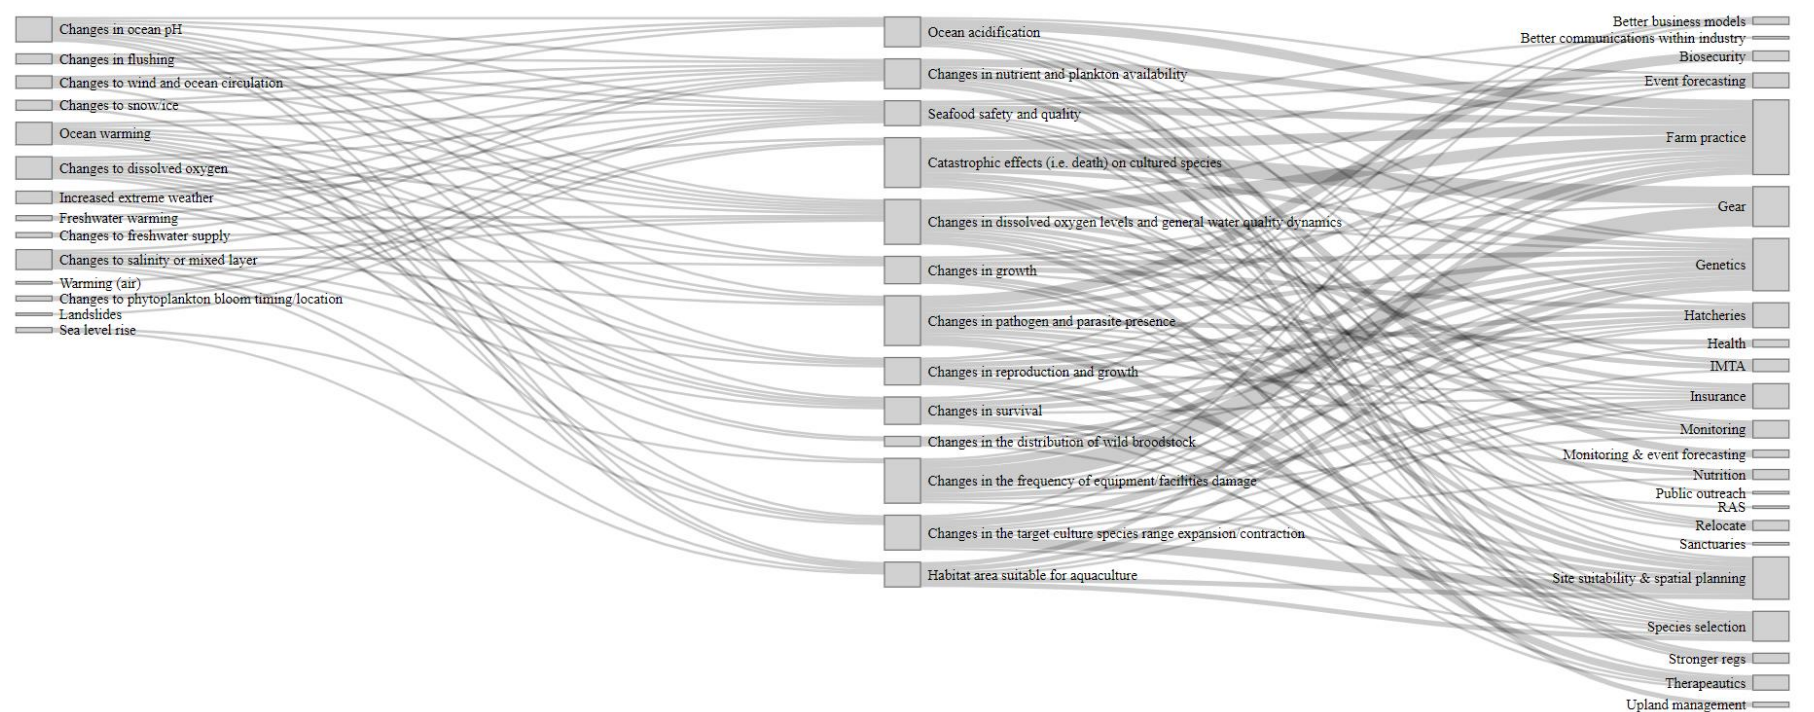 Changes in ocean pH
Changes in flushing
Changes to wind and ocean circulation
Changes to snow/ice
Ocean warming
Changes to dissolved oxygen
Increased extreme weather
Freshwater warming
Changes to freshwater supply
Changes to salinity or mixed layer
Warming (air)
Changes to phytoplankton bloom timing/location
Landslides
Sea level rise
Ocean acidification
Changes in nutrient and plankton availability
Seafood safety and quality
Catastrophic effects (i.e. death) on cultured species
Changes in dissolved oxygen levels and general water quality dynamics
Changes in growth
Changes in pathogen and parasite presence
Changes in reproduction and growth
Changes in survival
Changes in the distribution of wild broodstock
Changes in the frequency of equipment/facilities damage
Changes in the target culture species range expansion/contraction
Habitat area suitable for aquaculture
Better business models
Better communications within industry
Biosecurity
Event forecasting
Farm practice
Gear
Genetics
Hatcheries
Health
IMTA
Insurance
Monitoring
Monitoring & event forecasting
Nutrition
Public outreach
RAS
Relocate
Sanctuaries
Site suitability & spatial planning
Species selection
Stronger regs
Therapeautics
Upland management